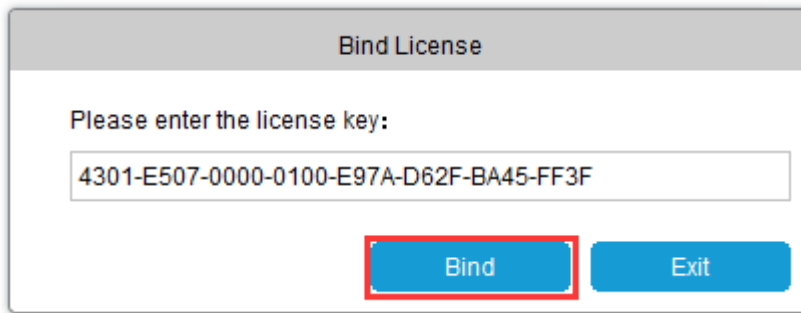 Bind License
Please enter the license key:
4301-E507-0000-0100-E97A-D62F-BA45-FF3F
Bind Exit